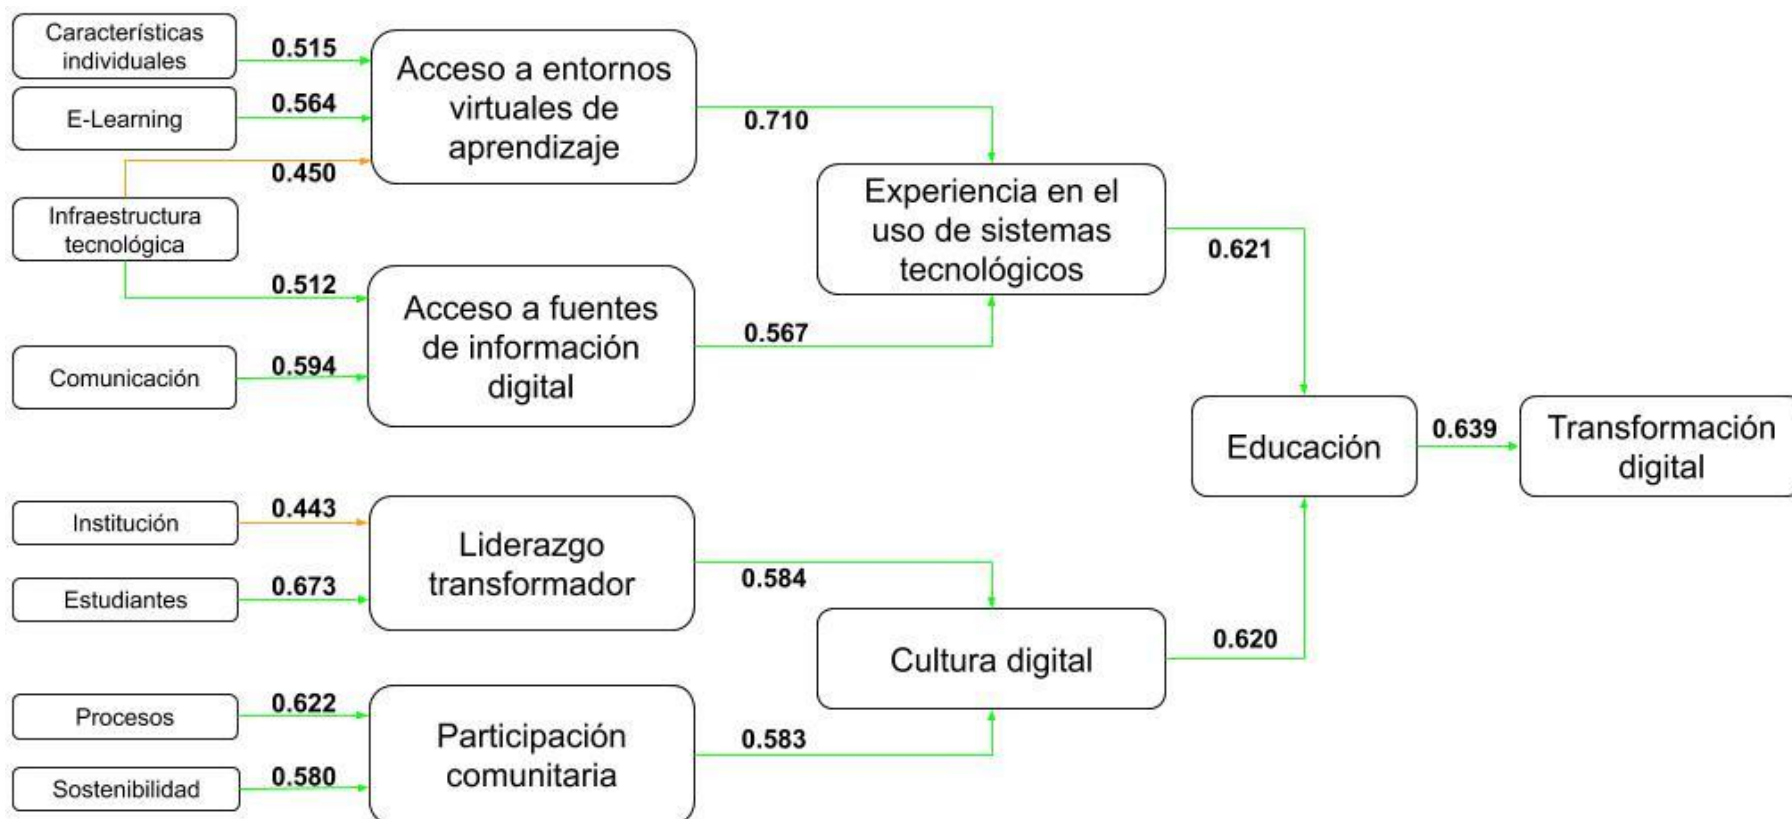 Características
individuales
0.515
E-Learning
0.564
0.450
Infraestructura
tecnológica
0.512
Comunicación
0.594
Institución
0.443
Estudiantes
0.673
Procesos
0.622
Sostenibilidad
0.580
Acceso a entornos
virtuales de
aprendizaje
0.710
Acceso a fuentes
de información
digital
0.567
Liderazgo
transformador
0.584
Participación
comunitaria
0.583
Experiencia en el
uso de sistemas
tecnológicos
0.621
Cultura digital
0.620
Educación
0.639
Transformación
digital